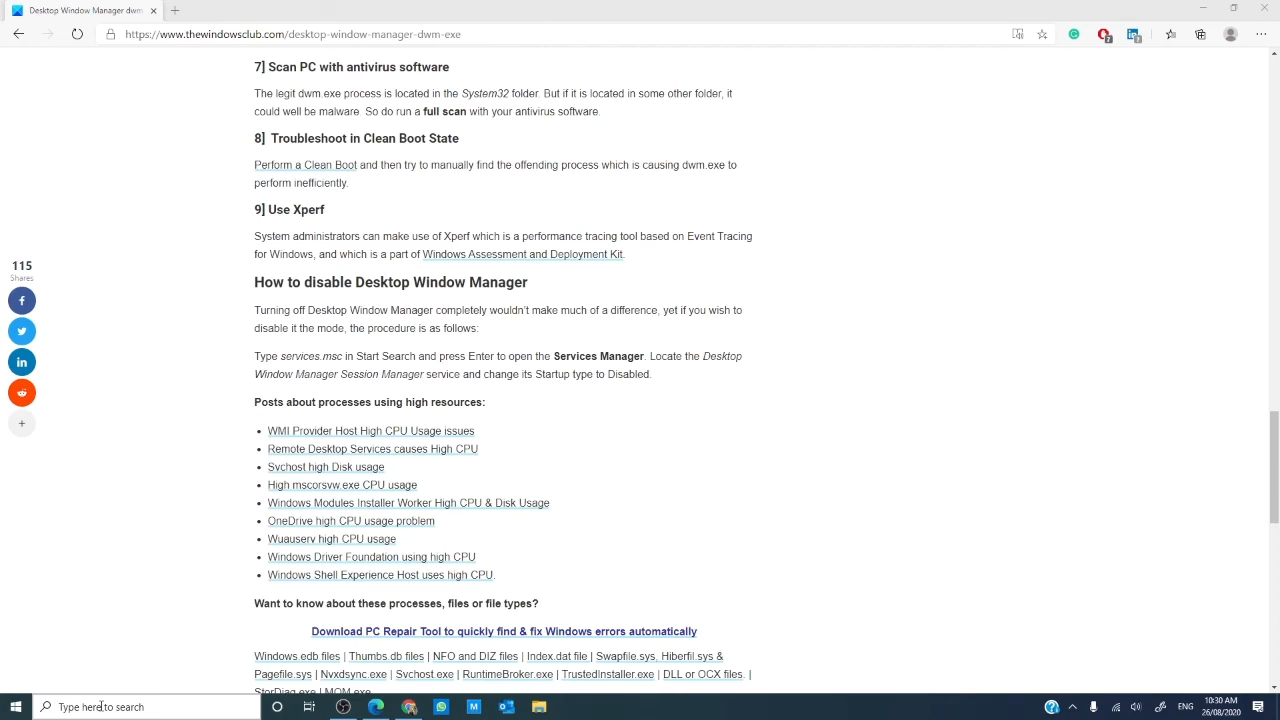 Desktop Window Manager dwm
https://www.thewindowsclub.com/desktop-window-manager-dwm-exe
7] Scan PC with antivirus software
The legit dwm.exe process is located in the System32 folder. But if it is located in some other folder, it
could well be malware. So do run a full scan with your antivirus software.
8] Troubleshoot in Clean Boot State
Perform a Clean Boot and then try to manually find the offending process which is causing dwm.exe to
perform inefficiently.
9] Use Xperf
System administrators can make use of Xperf which is a performance tracing tool based on Event Tracing
for Windows, and which is a part of Windows Assessment and Deployment Kit.
115
Shares
How to disable Desktop Window Manager
Turning off Desktop Window Manager completely wouldn't make much of a difference, yet if you wish to
disable it the mode, the procedure is as follows:
Type services.msc in Start Search and press Enter to open the Services Manager. Locate the Desktop
Window Manager Session Manager service and change its Startup type to Disabled.
Posts about processes using high resources:
WMI Provider Host High CPU Usage issues
Remote Desktop Services causes High CPU
Svchost high Disk usage
High mscorsvw.exe CPU usage
Windows Modules Installer Worker High CPU & Disk Usage
OneDrive high CPU usage problem
Wuauserv high CPU usage
Windows Driver Foundation using high CPU
Windows Shell Experience Host uses high CPU.
Want to know about these processes, files or file types?
Download PC Repair Tool to quickly find & fix Windows errors automatically
Windows.edb files | Thumbs.db files | NFO and DIZ files | Index.dat file | Swapfile.sys, Hiberfil.sys &
Pagefile.sys | Nvxdsync.exe | Svchost.exe | RuntimeBroker.exe | TrustedInstaller.exe | DLL or OCX files. |
StorDiag.exe | MOM.exe
Type here to search
ENG
10:30 AM
26/08/2020